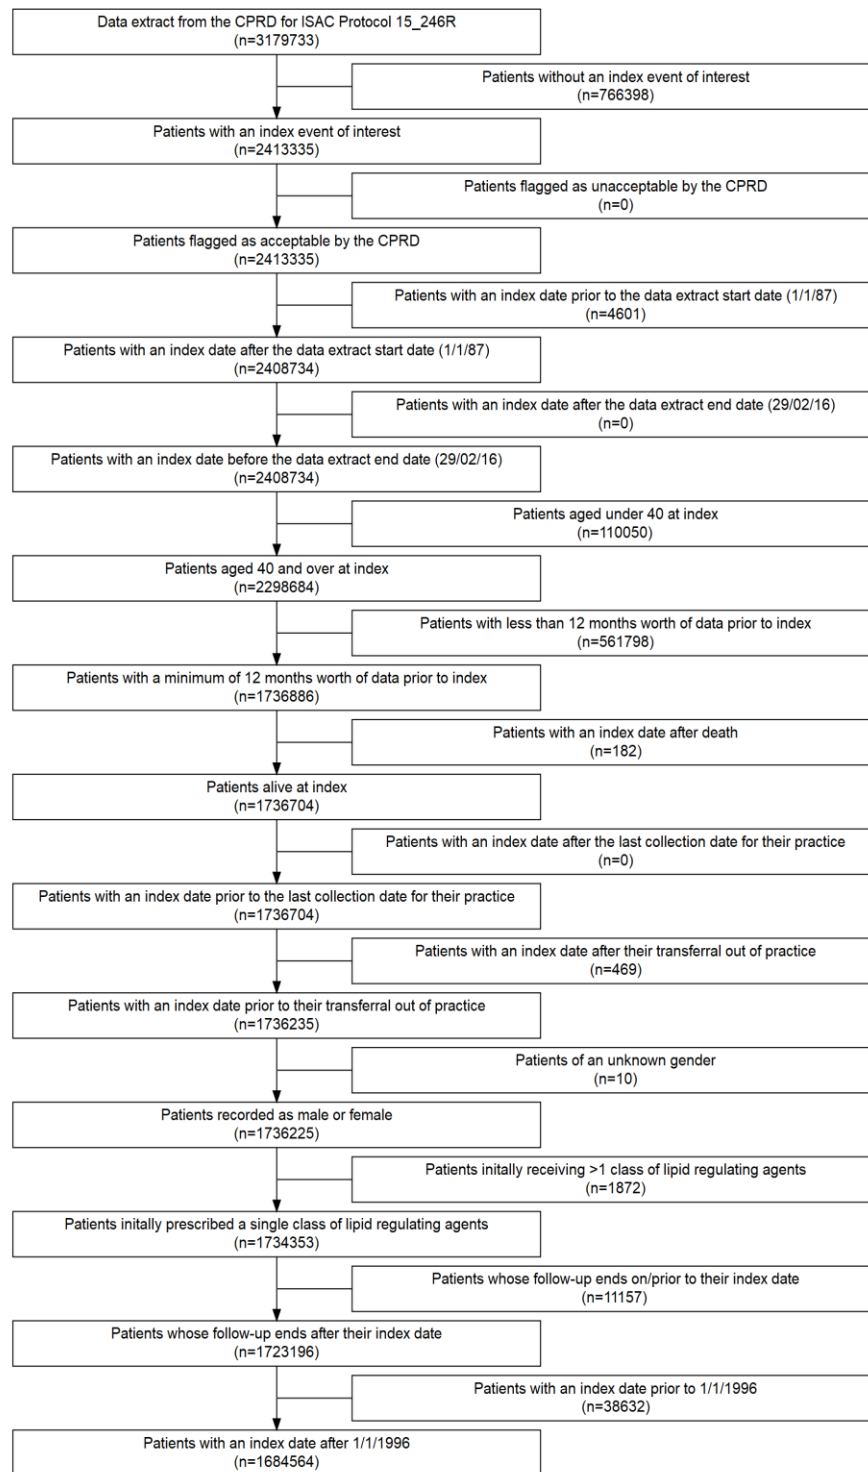 Data extract from the CPRD for ISAC Protocol 15_246R
(n=3179733)
Patients without an index event of interest
(n=766398)
Patients with an index event of interest
(n=2413335)
Patients flagged as unacceptable by the CPRD
(n=0)
Patients flagged as acceptable by the CPRD
(n=2413335)
Patients with an index date prior to the data extract start date (1/1/87)
(n=4601)
Patients with an index date after the data extract start date (1/1/87)
(n=2408734)
Patients with an index date after the data extract end date (29/02/16)
(n=0)
Patients with an index date before the data extract end date (29/02/16)
(n=2408734)
Patients aged under 40 at index
(n=110050)
Patients aged 40 and over at index
(n=2298684)
Patients with less than 12 months worth of data prior to index
(n=561798)
Patients with a minimum of 12 months worth of data prior to index
(n=1736886)
Patients with an index date after death
(n=182)
Patients alive at index
(n=1736704)
Patients with an index date after the last collection date for their practice
(n=0)
Patients with an index date prior to the last collection date for their practice
(n=1736704)
Patients with an index date after their transferral out of practice
(n=469)
Patients with an index date prior to their transferral out of practice
(n=1736235)
Patients of an unknown gender
(n=10)
Patients recorded as male or female
(n=1736225)
Patients initally receiving >1 class of lipid regulating agents
(n=1872)
Patients initally prescribed a single class of lipid regulating agents
(n=1734353)
Patients whose follow-up ends on/prior to their index date
(n=11157)
Patients whose follow-up ends after their index date
(n=1723196)
Patients with an index date prior to 1/1/1996
(n=38632)
Patients with an index date after 1/1/1996
(n=1684564)